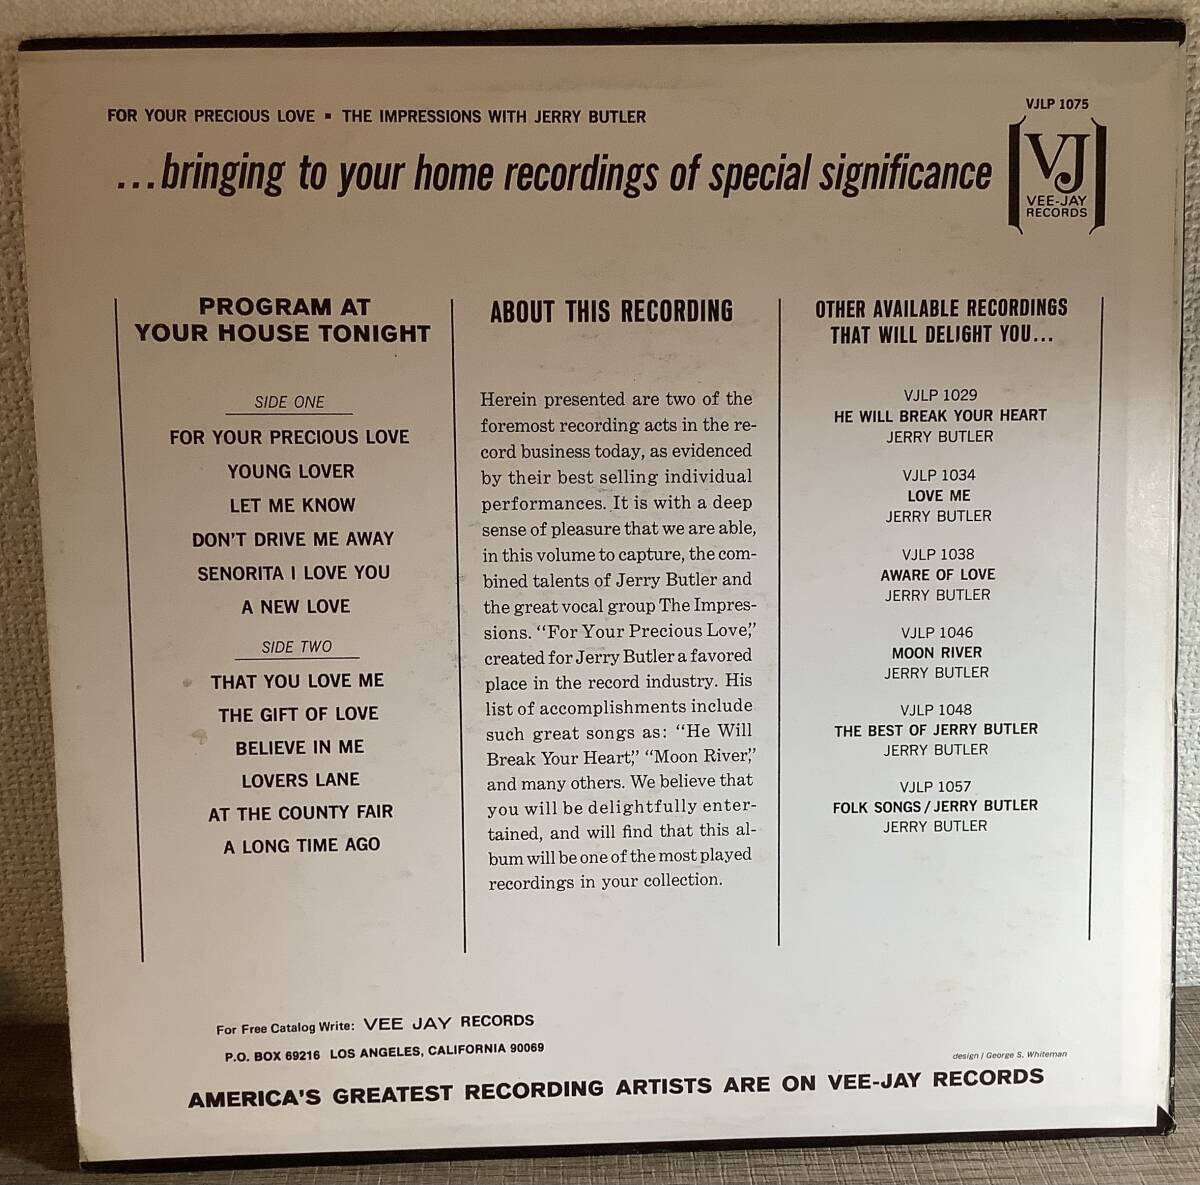 FOR YOUR PRECIOUS LOVE ▪ THE IMPRESSIONS WITH JERRY BUTLER
VJLP 1075
...bringing to your home recordings of special significance
VJ
VEE-JAY
RECORDS
PROGRAM AT
YOUR HOUSE TONIGHT
SIDE ONE
FOR YOUR PRECIOUS LOVE
YOUNG LOVER
LET ME KNOW
DON'T DRIVE ME AWAY
SENORITA I LOVE YOU
A NEW LOVE
SIDE TWO
THAT YOU LOVE ME
THE GIFT OF LOVE
BELIEVE IN ME
LOVERS LANE
AT THE COUNTY FAIR
A LONG TIME AGO
ABOUT THIS RECORDING
Herein presented are two of the
foremost recording acts in the re-
cord business today, as evidenced
by their best selling individual
performances. It is with a deep
sense of pleasure that we are able,
in this volume to capture, the com-
bined talents of Jerry Butler and
the great vocal group The Impres-
sions. "For Your Precious Love,"
created for Jerry Butler a favored
place in the record industry. His
list of accomplishments include
such great songs as: "He Will
Break Your Heart," "Moon River,"
and many others. We believe that
you will be delightfully enter-
tained, and will find that this al-
bum will be one of the most played
recordings in your collection.
OTHER AVAILABLE RECORDINGS
THAT WILL DELIGHT YOU...
VJLP 1029
HE WILL BREAK YOUR HEART
JERRY BUTLER
VJLP 1034
LOVE ME
JERRY BUTLER
VJLP 1038
AWARE OF LOVE
JERRY BUTLER
VJLP 1046
MOON RIVER
JERRY BUTLER
VJLP 1048
THE BEST OF JERRY BUTLER
JERRY BUTLER
VJLP 1057
FOLK SONGS/JERRY BUTLER
JERRY BUTLER
For Free Catalog Write: VEE JAY RECORDS
P.O. BOX 69216 LOS ANGELES, CALIFORNIA 90069
design / George S. Whiteman
AMERICA'S GREATEST RECORDING ARTISTS ARE ON VEE-JAY RECORDS